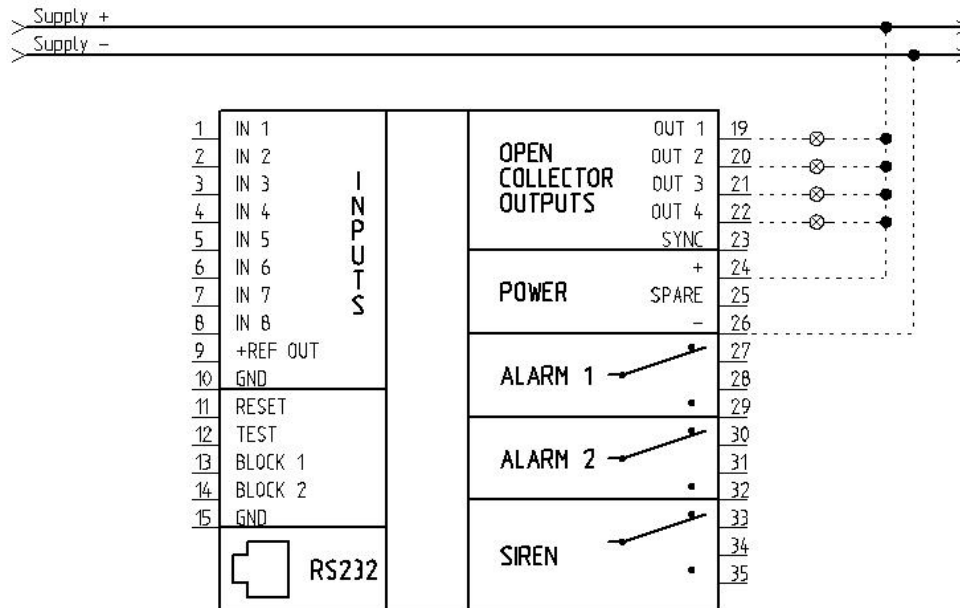 Supply +
Supply -
1 IN 1
2 IN 2
3 IN 3
4 IN 4
5 IN 5
6 IN 6
7 IN 7
8 IN 8
9 +REF OUT
10 GND
11 RESET
12 TEST
13 BLOCK 1
14 BLOCK 2
15 GND
INPUTS
RS232
OPEN
COLLECTOR
OUTPUTS
OUT 1 19
OUT 2 20
OUT 3 21
OUT 4 22
SYNC 23
POWER
+ 24
SPARE 25
- 26
ALARM 1
27
28
29
ALARM 2
30
31
32
SIREN
33
34
35